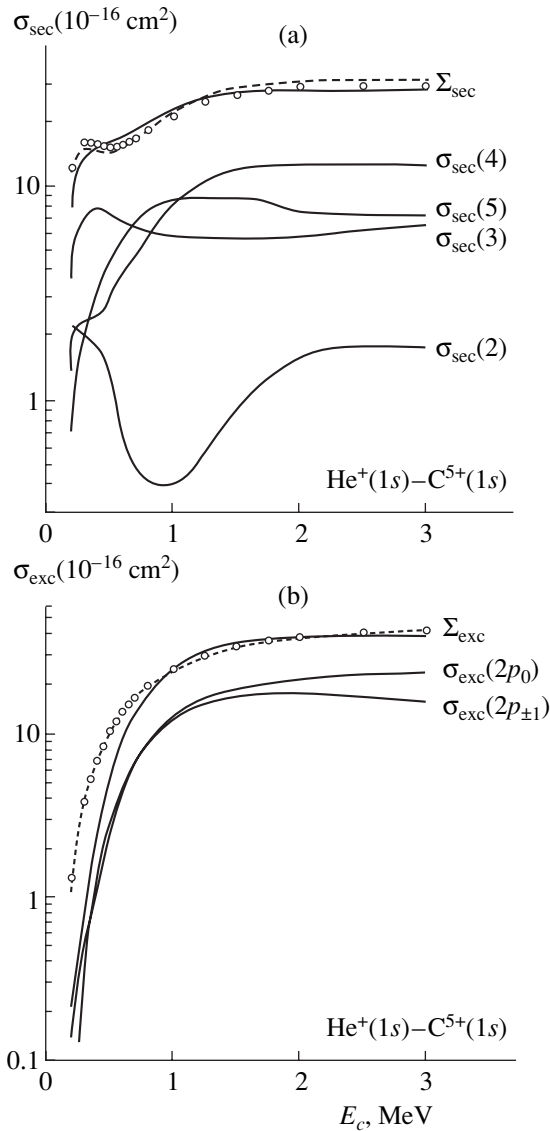 σsec(10−16 cm2)
(a)
Σsec
10
σsec(4)
σsec(5)
σsec(3)
σsec(2)
1
He+(1s)–C5+(1s)
0 1 2 3
σexc(10−16 cm2)
(b)
Σexc
σexc(2p0)
10
σexc(2p±1)
1
He+(1s)–C5+(1s)
0.1
0 1 2 3
Ec, MeV